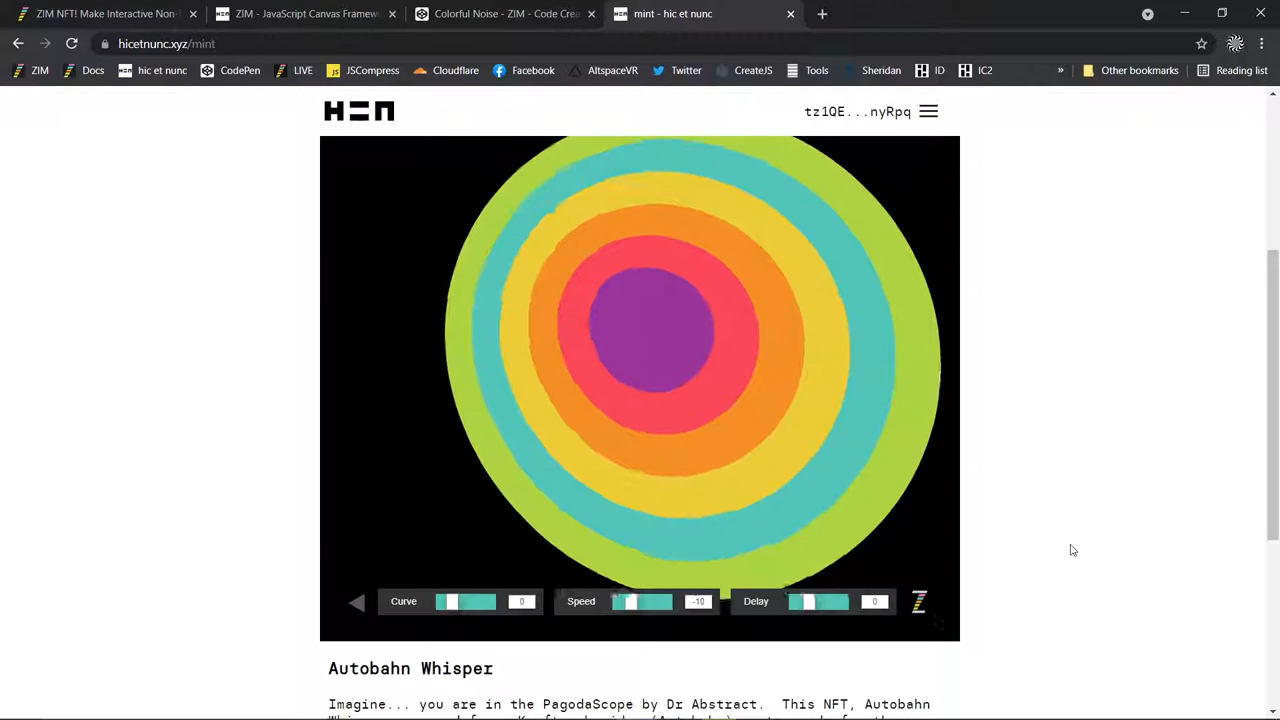 ZIM NFT! Make Interactive Non-
ZIM - JavaScript Canvas Framew
Colorful Noise - ZIM - Code Crea
mint - hic et nunc
hicetnunc.xyz/mint
ZIM
Docs
hic et nunc
CodePen
LIVE
JSCompress
Cloudflare
Facebook
AltspaceVR
Twitter
CreateJS
Tools
Sheridan
ID
IC2
»
Other bookmarks
Reading list
tz1QE...nyRpq
Curve 0
Speed -10
Delay 0
Autobahn Whisper
Imagine... you are in the PagodaScope by Dr Abstract. This NFT, Autobahn